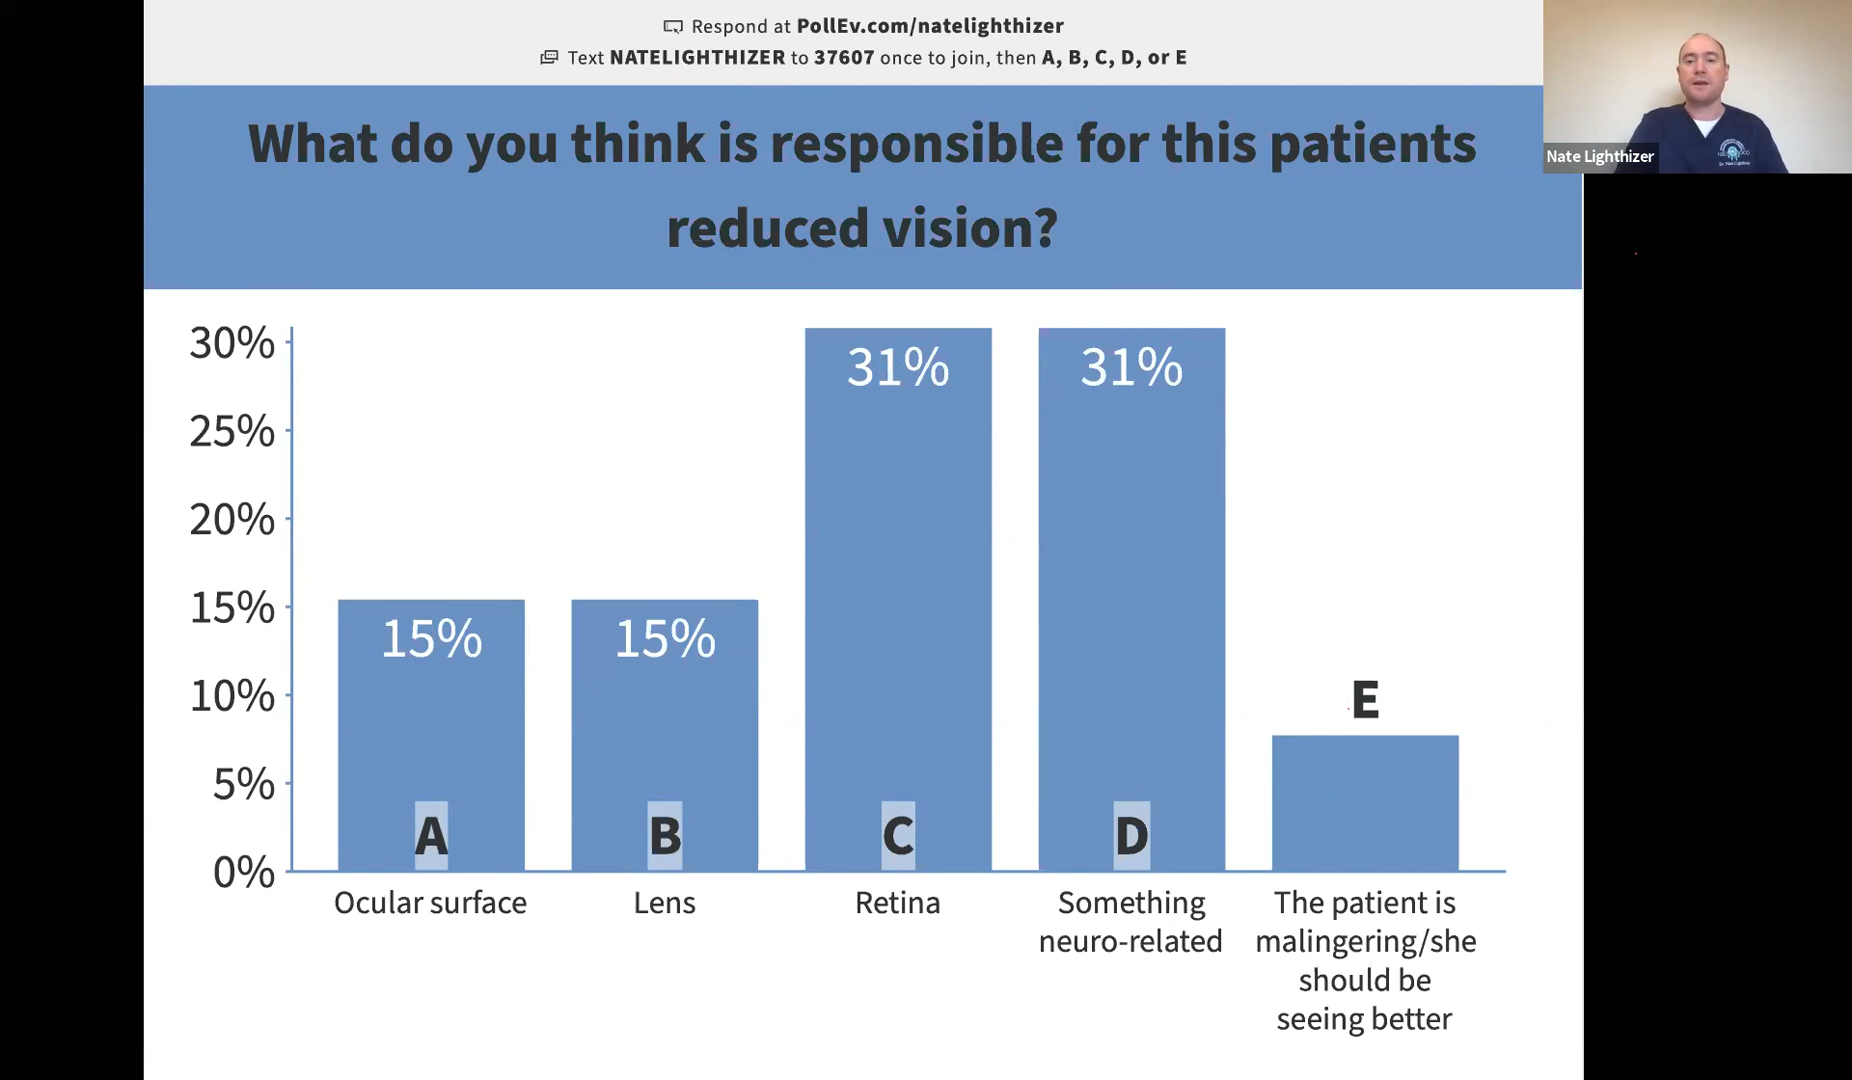 Respond at PollEv.com/natelighthizer
Text NATELIGHTHIZER to 37607 once to join, then A, B, C, D, or E
What do you think is responsible for this patients
reduced vision?
Nate Lighthizer
30%
25%
20%
15%
10%
5%
0%
15%
15%
31%
31%
A
B
C
D
E
Ocular surface
Lens
Retina
Something
neuro-related
The patient is
malingering/she
should be
seeing better